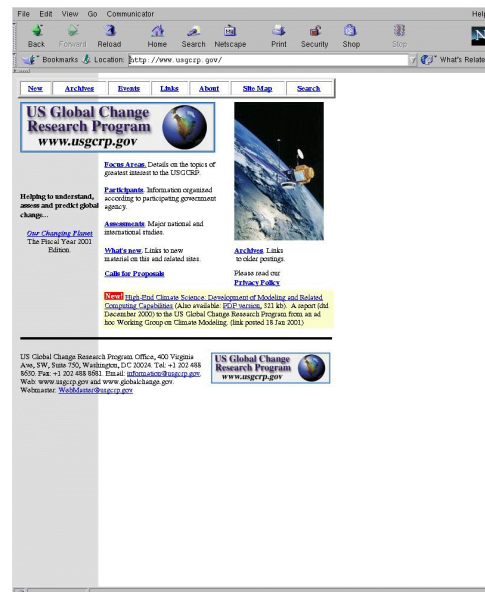 File Edit View Go Communicator Help
Back Forward Reload Home Search Netscape Print Security Shop Stop
Bookmarks Location: http://www.usgcrp.gov/ What's Relate
New Archives Events Links About Site Map Search
US Global Change
Research Program
www.usgcrp.gov
Helping to understand,
assess and predict global
change...
Our Changing Planet
The Fiscal Year 2001
Edition.
Focus Areas. Details on the topics of
greatest interest to the USGCRP.
Participants. Information organized
according to participating government
agency.
Assessments. Major national and
international studies.
What's new. Links to new
material on this and related sites.
Calls for Proposals
Archives. Links
to older postings.
Please read our
Privacy Policy
New! High-End Climate Science: Development of Modeling and Related
Computing Capabilities (Also available: PDF version, 321 kb). A report (dtd
December 2000) to the US Global Change Research Program from an ad
hoc Working Group on Climate Modeling. (link posted 18 Jan 2001)
US Global Change Research Program Office, 400 Virginia
Ave, SW, Suite 750, Washington, DC 20024. Tel: +1 202 488
8630. Fax: +1 202 488 8681. Email: information@usgcrp.gov.
Web: www.usgcrp.gov and www.globalchange.gov.
Webmaster: WebMaster@usgcrp.gov
US Global Change
Research Program
www.usgcrp.gov